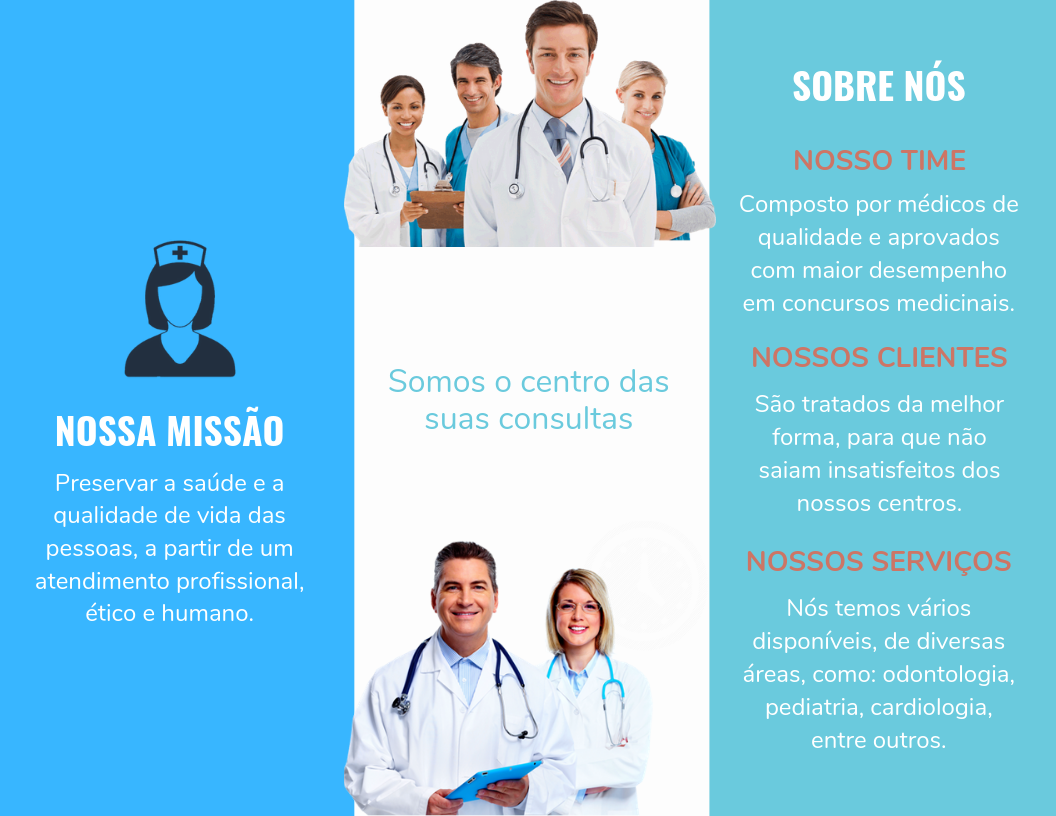 NOSSA MISSÃO
Preservar a saúde e a
qualidade de vida das
pessoas, a partir de um
atendimento profissional,
ético e humano.
Somos o centro das
suas consultas
SOBRE NÓS
NOSSO TIME
Composto por médicos de
qualidade e aprovados
com maior desempenho
em concursos medicinais.
NOSSOS CLIENTES
São tratados da melhor
forma, para que não
saiam insatisfeitos dos
nossos centros.
NOSSOS SERVIÇOS
Nós temos vários
disponíveis, de diversas
áreas, como: odontologia,
pediatria, cardiologia,
entre outros.